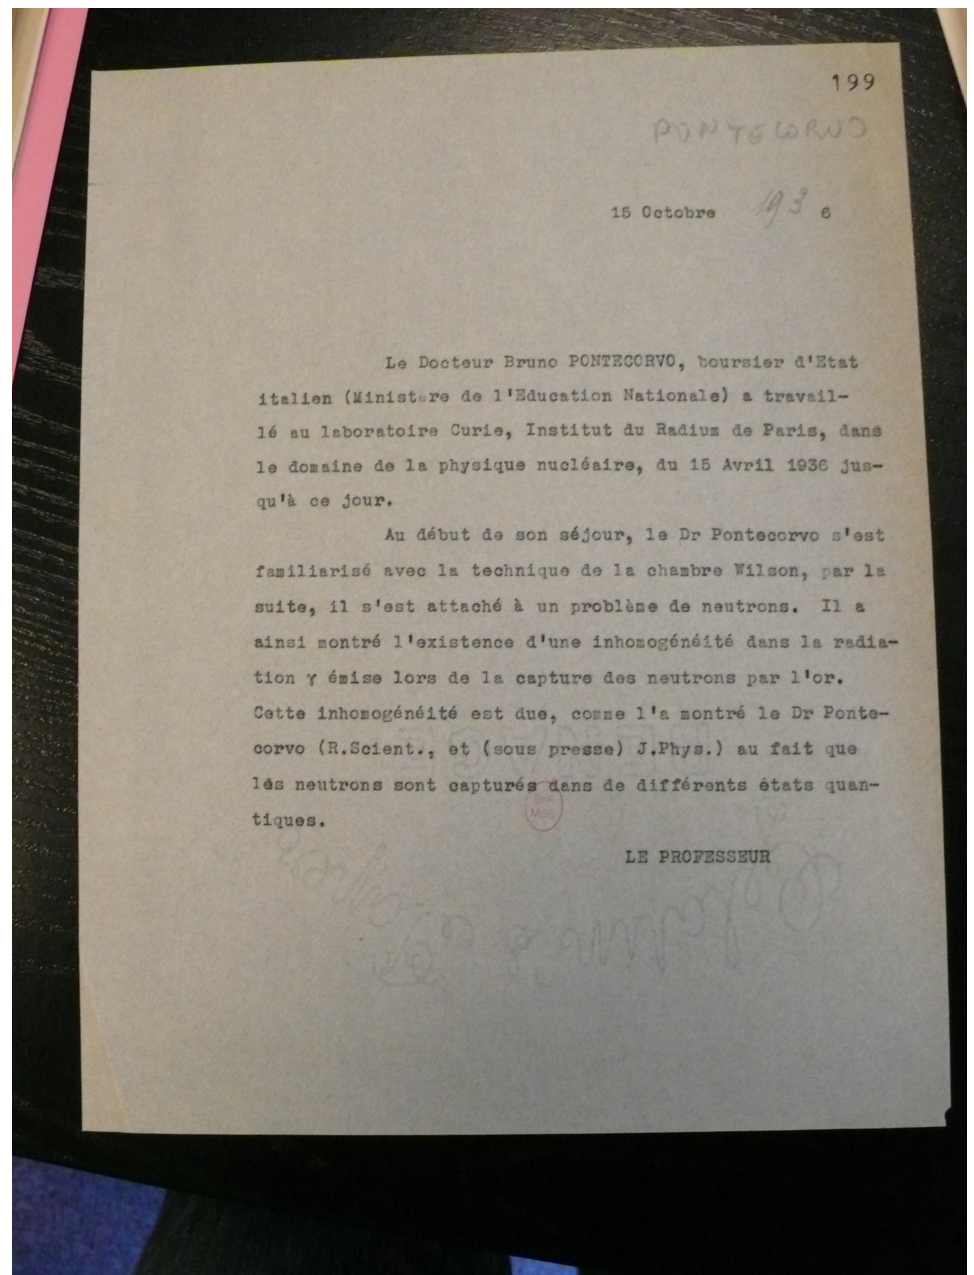 199
PONTECORVO
15 Octobre 193 6
Le Docteur Bruno PONTECORVO, boursier d'Etat
italien (Ministère de l'Education Nationale) a travail-
lé au laboratoire Curie, Institut du Radium de Paris, dans
le domaine de la physique nucléaire, du 15 Avril 1936 jus-
qu'à ce jour.
Au début de son séjour, le Dr Pontecorvo s'est
familiarisé avec la technique de la chambre Wilson, par la
suite, il s'est attaché à un problème de neutrons. Il a
ainsi montré l'existence d'une inhomogénéité dans la radia-
tion γ émise lors de la capture des neutrons par l'or.
Cette inhomogénéité est due, comme l'a montré le Dr Ponte-
corvo (R.Scient., et (sous presse) J.Phys.) au fait que
les neutrons sont capturés dans de différents états quan-
tiques.
MSS
LE PROFESSEUR